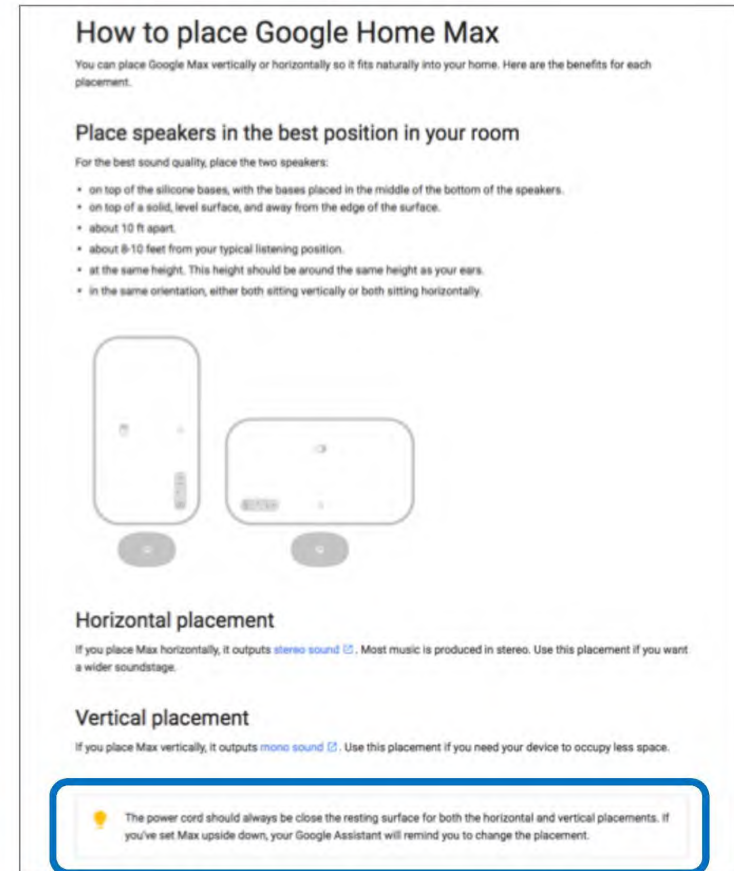 How to place Google Home Max
You can place Google Max vertically or horizontally so it fits naturally into your home. Here are the benefits for each
placement.
Place speakers in the best position in your room
For the best sound quality, place the two speakers:
• on top of the silicone bases, with the bases placed in the middle of the bottom of the speakers.
• on top of a solid, level surface, and away from the edge of the surface.
• about 10 ft apart.
• about 8-10 feet from your typical listening position.
• at the same height. This height should be around the same height as your ears.
• in the same orientation, either both sitting vertically or both sitting horizontally.
Horizontal placement
If you place Max horizontally, it outputs stereo sound. Most music is produced in stereo. Use this placement if you want
a wider soundstage.
Vertical placement
If you place Max vertically, it outputs mono sound. Use this placement if you need your device to occupy less space.
The power cord should always be close the resting surface for both the horizontal and vertical placements. If
you've set Max upside down, your Google Assistant will remind you to change the placement.